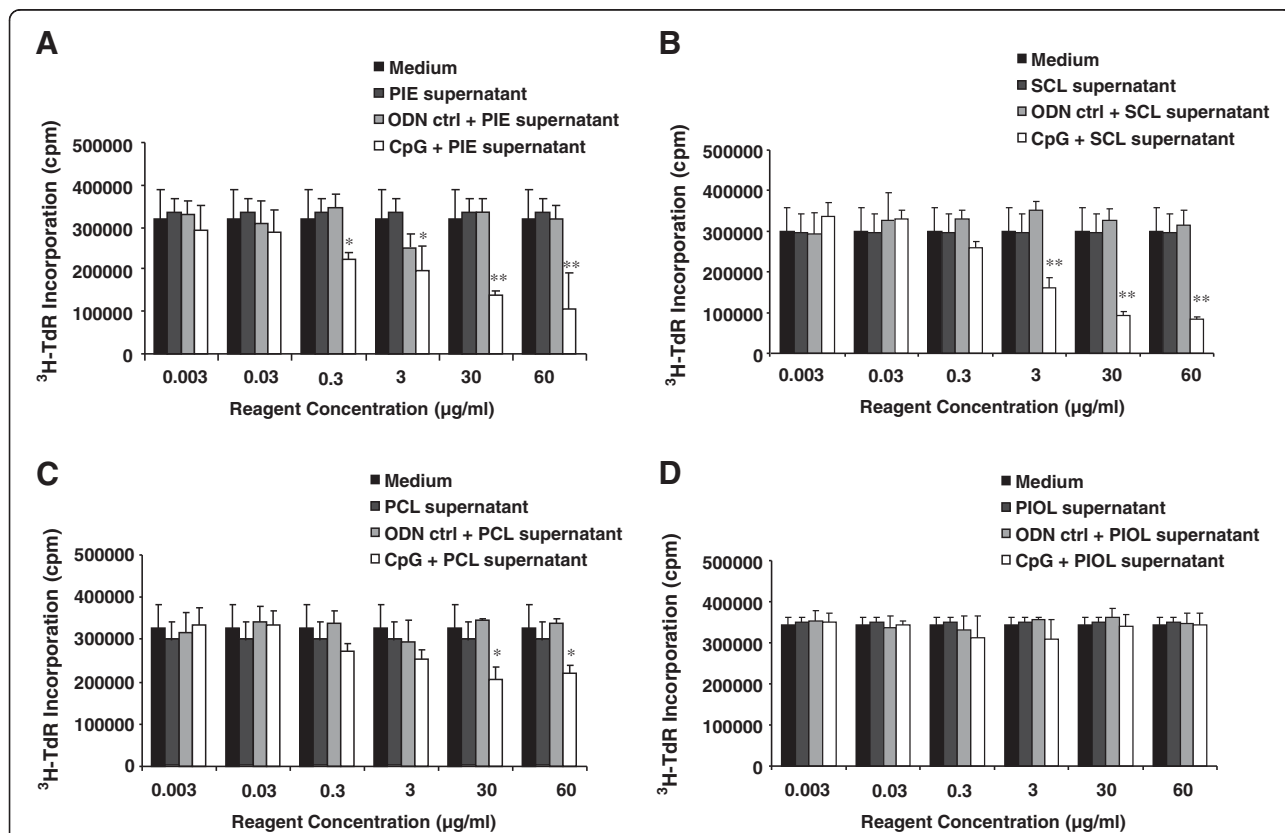 A
Medium
PIE supernatant
ODN ctrl + PIE supernatant
CpG + PIE supernatant
³H-TdR Incorporation (cpm)
500000
400000
300000
200000
100000
0
* * ** **
0.003 0.03 0.3 3 30 60
Reagent Concentration (µg/ml)
B
Medium
SCL supernatant
ODN ctrl + SCL supernatant
CpG + SCL supernatant
³H-TdR Incorporation (cpm)
500000
400000
300000
200000
100000
0
** ** **
0.003 0.03 0.3 3 30 60
Reagent Concentration (µg/ml)
C
Medium
PCL supernatant
ODN ctrl + PCL supernatant
CpG + PCL supernatant
³H-TdR Incorporation (cpm)
500000
400000
300000
200000
100000
0
* *
0.003 0.03 0.3 3 30 60
Reagent Concentration (µg/ml)
D
Medium
PIOL supernatant
ODN ctrl + PIOL supernatant
CpG + PIOL supernatant
³H-TdR Incorporation (cpm)
500000
400000
300000
200000
100000
0
0.003 0.03 0.3 3 30 60
Reagent Concentration (µg/ml)